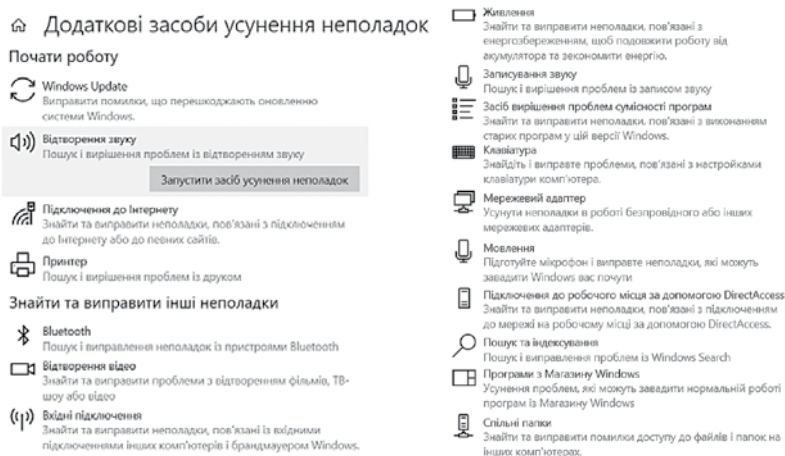 Додаткові засоби усунення неполадок
Почати роботу
Windows Update
Виправити помилки, що перешкоджають оновленню
системи Windows.
Відтворення звуку
Пошук і вирішення проблем із відтворенням звуку
Запустити засіб усунення неполадок
Підключення до Інтернету
Знайти та виправити неполадки, пов'язані з підключенням
до Інтернету або до певних сайтів.
Принтер
Пошук і вирішення проблем із друком
Знайти та виправити інші неполадки
Bluetooth
Пошук і виправлення неполадок із пристроями Bluetooth
Відтворення відео
Знайти та виправити проблеми з відтворенням фільмів, ТВ-
шоу або відео
Вхідні підключення
Знайти та виправити неполадки, пов'язані із вхідними
підключеннями інших комп'ютерів і брандмауером Windows.
Живлення
Знайти та виправити неполадки, пов'язані з
енергозбереженням, щоб подовжити роботу від
акумулятора та зекономити енергію.
Записування звуку
Пошук і вирішення проблем із записом звуку
Засіб вирішення проблем сумісності програм
Знайти та виправити неполадки, пов'язані з виконанням
старих програм у цій версії Windows.
Клавіатура
Знайдіть і виправте проблеми, пов'язані з настройками
клавіатури комп'ютера.
Мережевий адаптер
Усунути неполадки в роботі безпровідного або інших
мережевих адаптерів.
Мовлення
Підготуйте мікрофон і виправте неполадки, які можуть
завадити Windows вас почути
Підключення до робочого місця за допомогою DirectAccess
Знайти та виправити неполадки, пов'язані з підключенням
до мережі на робочому місці за допомогою DirectAccess.
Пошук та індексування
Пошук і виправлення проблем із Windows Search
Програми з Магазину Windows
Усунення проблем, які можуть завадити нормальній роботі
програм із Магазину Windows
Спільні папки
Знайти та виправити помилки доступу до файлів і папок на
інших комп'ютерах.